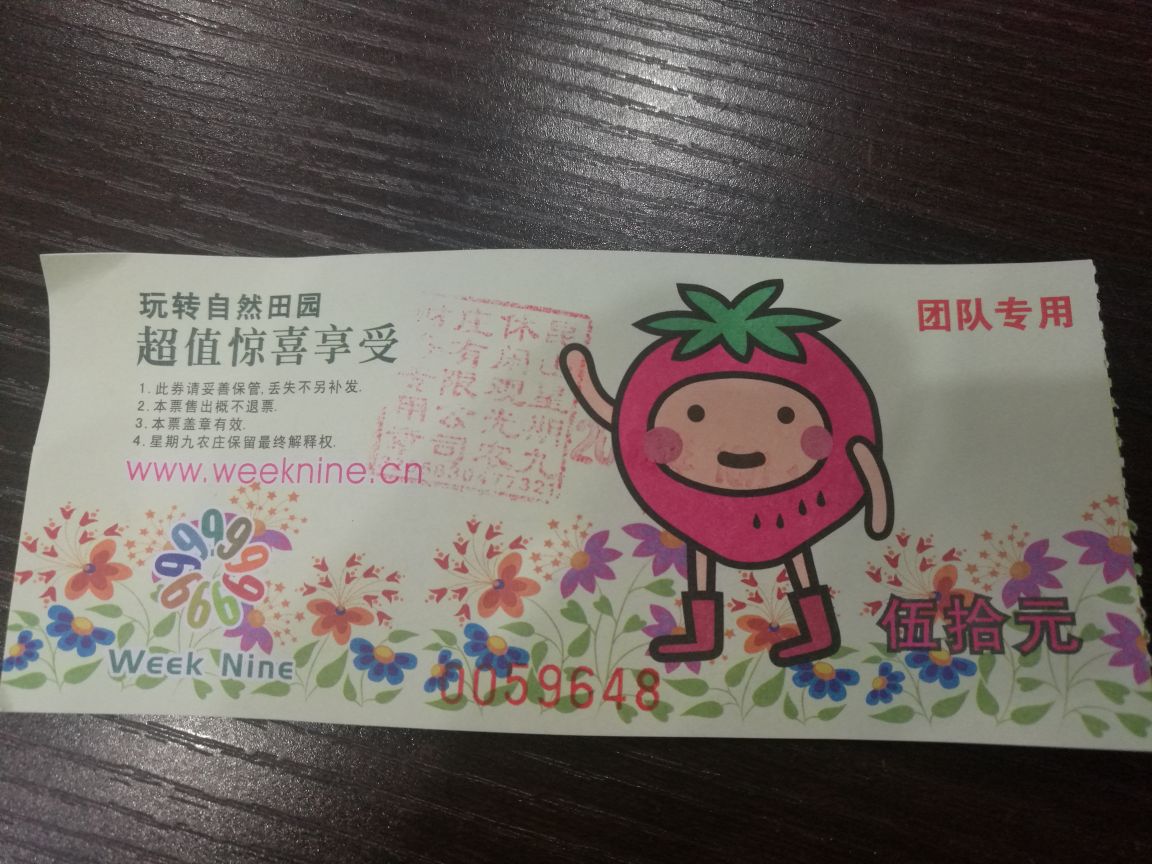 玩转自然田园
超值惊喜享受
团队专用
1. 此券请妥善保管, 丢失不另补发.
2. 本票售出概不退票.
3. 本票盖章有效.
4. 星期九农庄保留最终解释权.
www.weeknine.cn
WEEK NINE
0059648
伍拾元